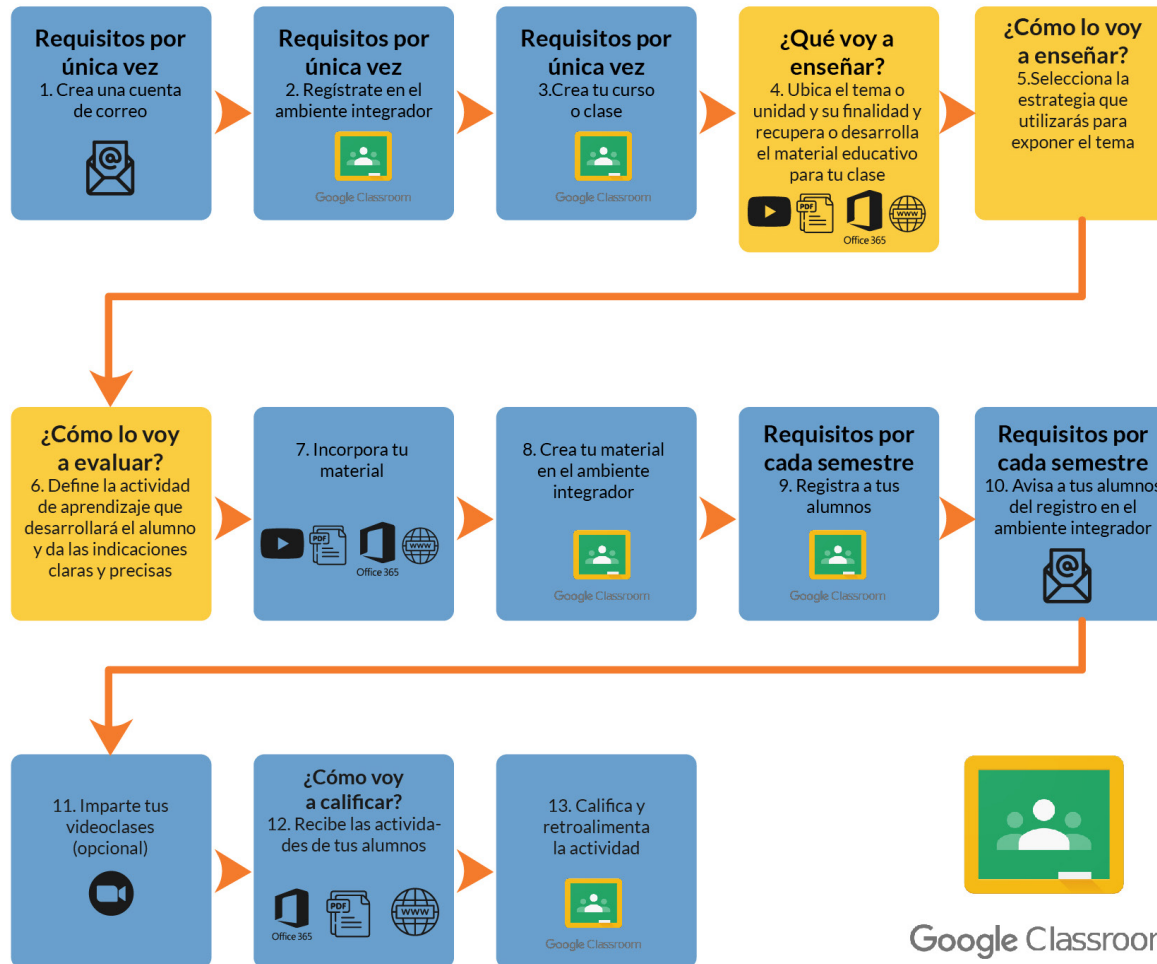 Requisitos por
única vez
1. Crea una cuenta
de correo
@
Requisitos por
única vez
2. Regístrate en el
ambiente integrador
Google Classroom
Requisitos por
única vez
3.Crea tu curso
o clase
Google Classroom
¿Qué voy a
enseñar?
4. Ubica el tema o
unidad y su finalidad y
recupera o desarrolla
el material educativo
para tu clase
PDF
Office 365
www
¿Cómo lo voy
a enseñar?
5.Selecciona la
estrategia que
utilizarás para
exponer el tema
¿Cómo lo voy
a evaluar?
6. Define la actividad
de aprendizaje que
desarrollará el alumno
y da las indicaciones
claras y precisas
7. Incorpora tu
material
PDF
Office 365
www
8. Crea tu material
en el ambiente
integrador
Google Classroom
Requisitos por
cada semestre
9. Registra a tus
alumnos
Google Classroom
Requisitos por
cada semestre
10. Avisa a tus alumnos
del registro en el
ambiente integrador
@
11. Imparte tus
videoclases
(opcional)
¿Cómo voy
a calificar?
12. Recibe las activida-
des de tus alumnos
Office 365
PDF
www
13. Califica y
retroalimenta
la actividad
Google Classroom
Google Classroom